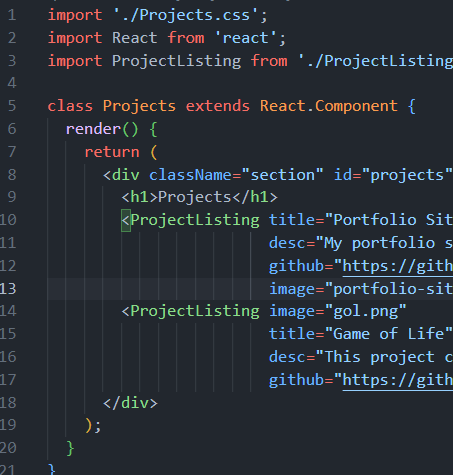 1 import './Projects.css';
2 import React from 'react';
3 import ProjectListing from './ProjectListing
4
5 class Projects extends React.Component {
6 render() {
7 return (
8 <div className="section" id="projects"
9 <h1>Projects</h1>
10 <ProjectListing title="Portfolio Sit
11 desc="My portfolio s
12 github="https://gith
13 image="portfolio-sit
14 <ProjectListing image="gol.png"
15 title="Game of Life"
16 desc="This project c
17 github="https://gith
18 </div>
19 );
20 }
21 }